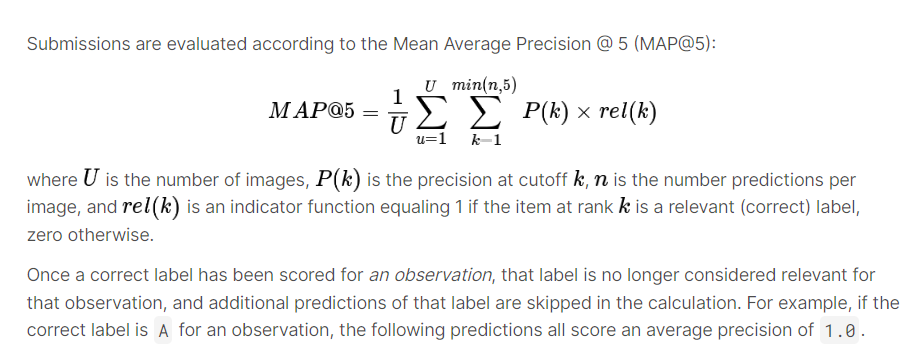 Submissions are evaluated according to the Mean Average Precision @ 5 (MAP@5):
MAP@5 = \frac{1}{U} \sum_{u=1}^{U} \sum_{k=1}^{min(n,5)} P(k) × rel(k)
where U is the number of images, P(k) is the precision at cutoff k, n is the number predictions per
image, and rel(k) is an indicator function equaling 1 if the item at rank k is a relevant (correct) label,
zero otherwise.
Once a correct label has been scored for an observation, that label is no longer considered relevant for
that observation, and additional predictions of that label are skipped in the calculation. For example, if the
correct label is A for an observation, the following predictions all score an average precision of 1.0.